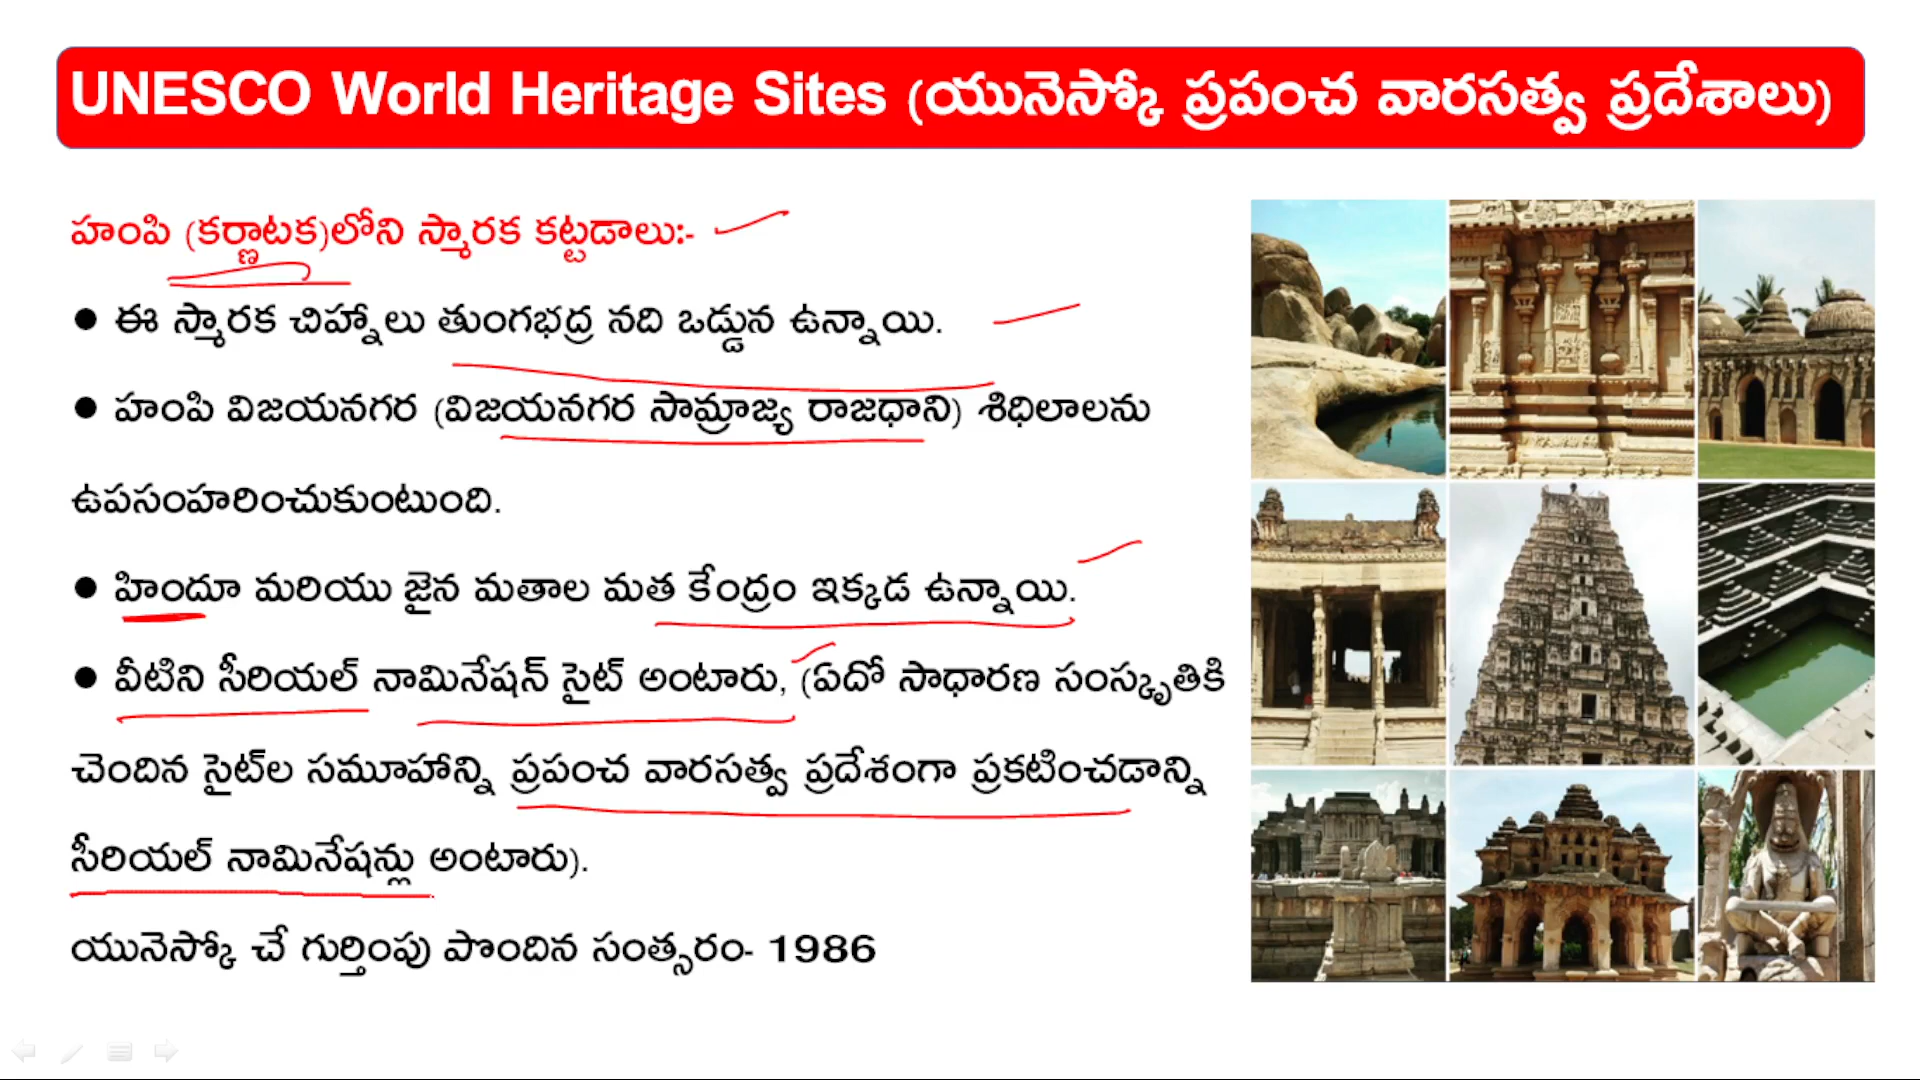 UNESCO World Heritage Sites (యునెస్కో ప్రపంచ వారసత్వ ప్రదేశాలు)
హంపి (కర్ణాటక)లోని స్మారక కట్టడాలు:-
● ఈ స్మారక చిహ్నాలు తుంగభద్ర నది ఒడ్డున ఉన్నాయి.
● హంపి విజయనగర (విజయనగర సామ్రాజ్య రాజధాని) శిధిలాలను
ఉపసంహరించుకుంటుంది.
● హిందూ మరియు జైన మతాల మత కేంద్రం ఇక్కడ ఉన్నాయి.
● వీటిని సీరియల్ నామినేషన్ సైట్ అంటారు, (ఏదో సాధారణ సంస్కృతికి
చెందిన సైట్‌ల సమూహాన్ని ప్రపంచ వారసత్వ ప్రదేశంగా ప్రకటించడాన్ని
సీరియల్ నామినేషన్లు అంటారు).
యునెస్కో చే గుర్తింపు పొందిన సంత్సరం- 1986